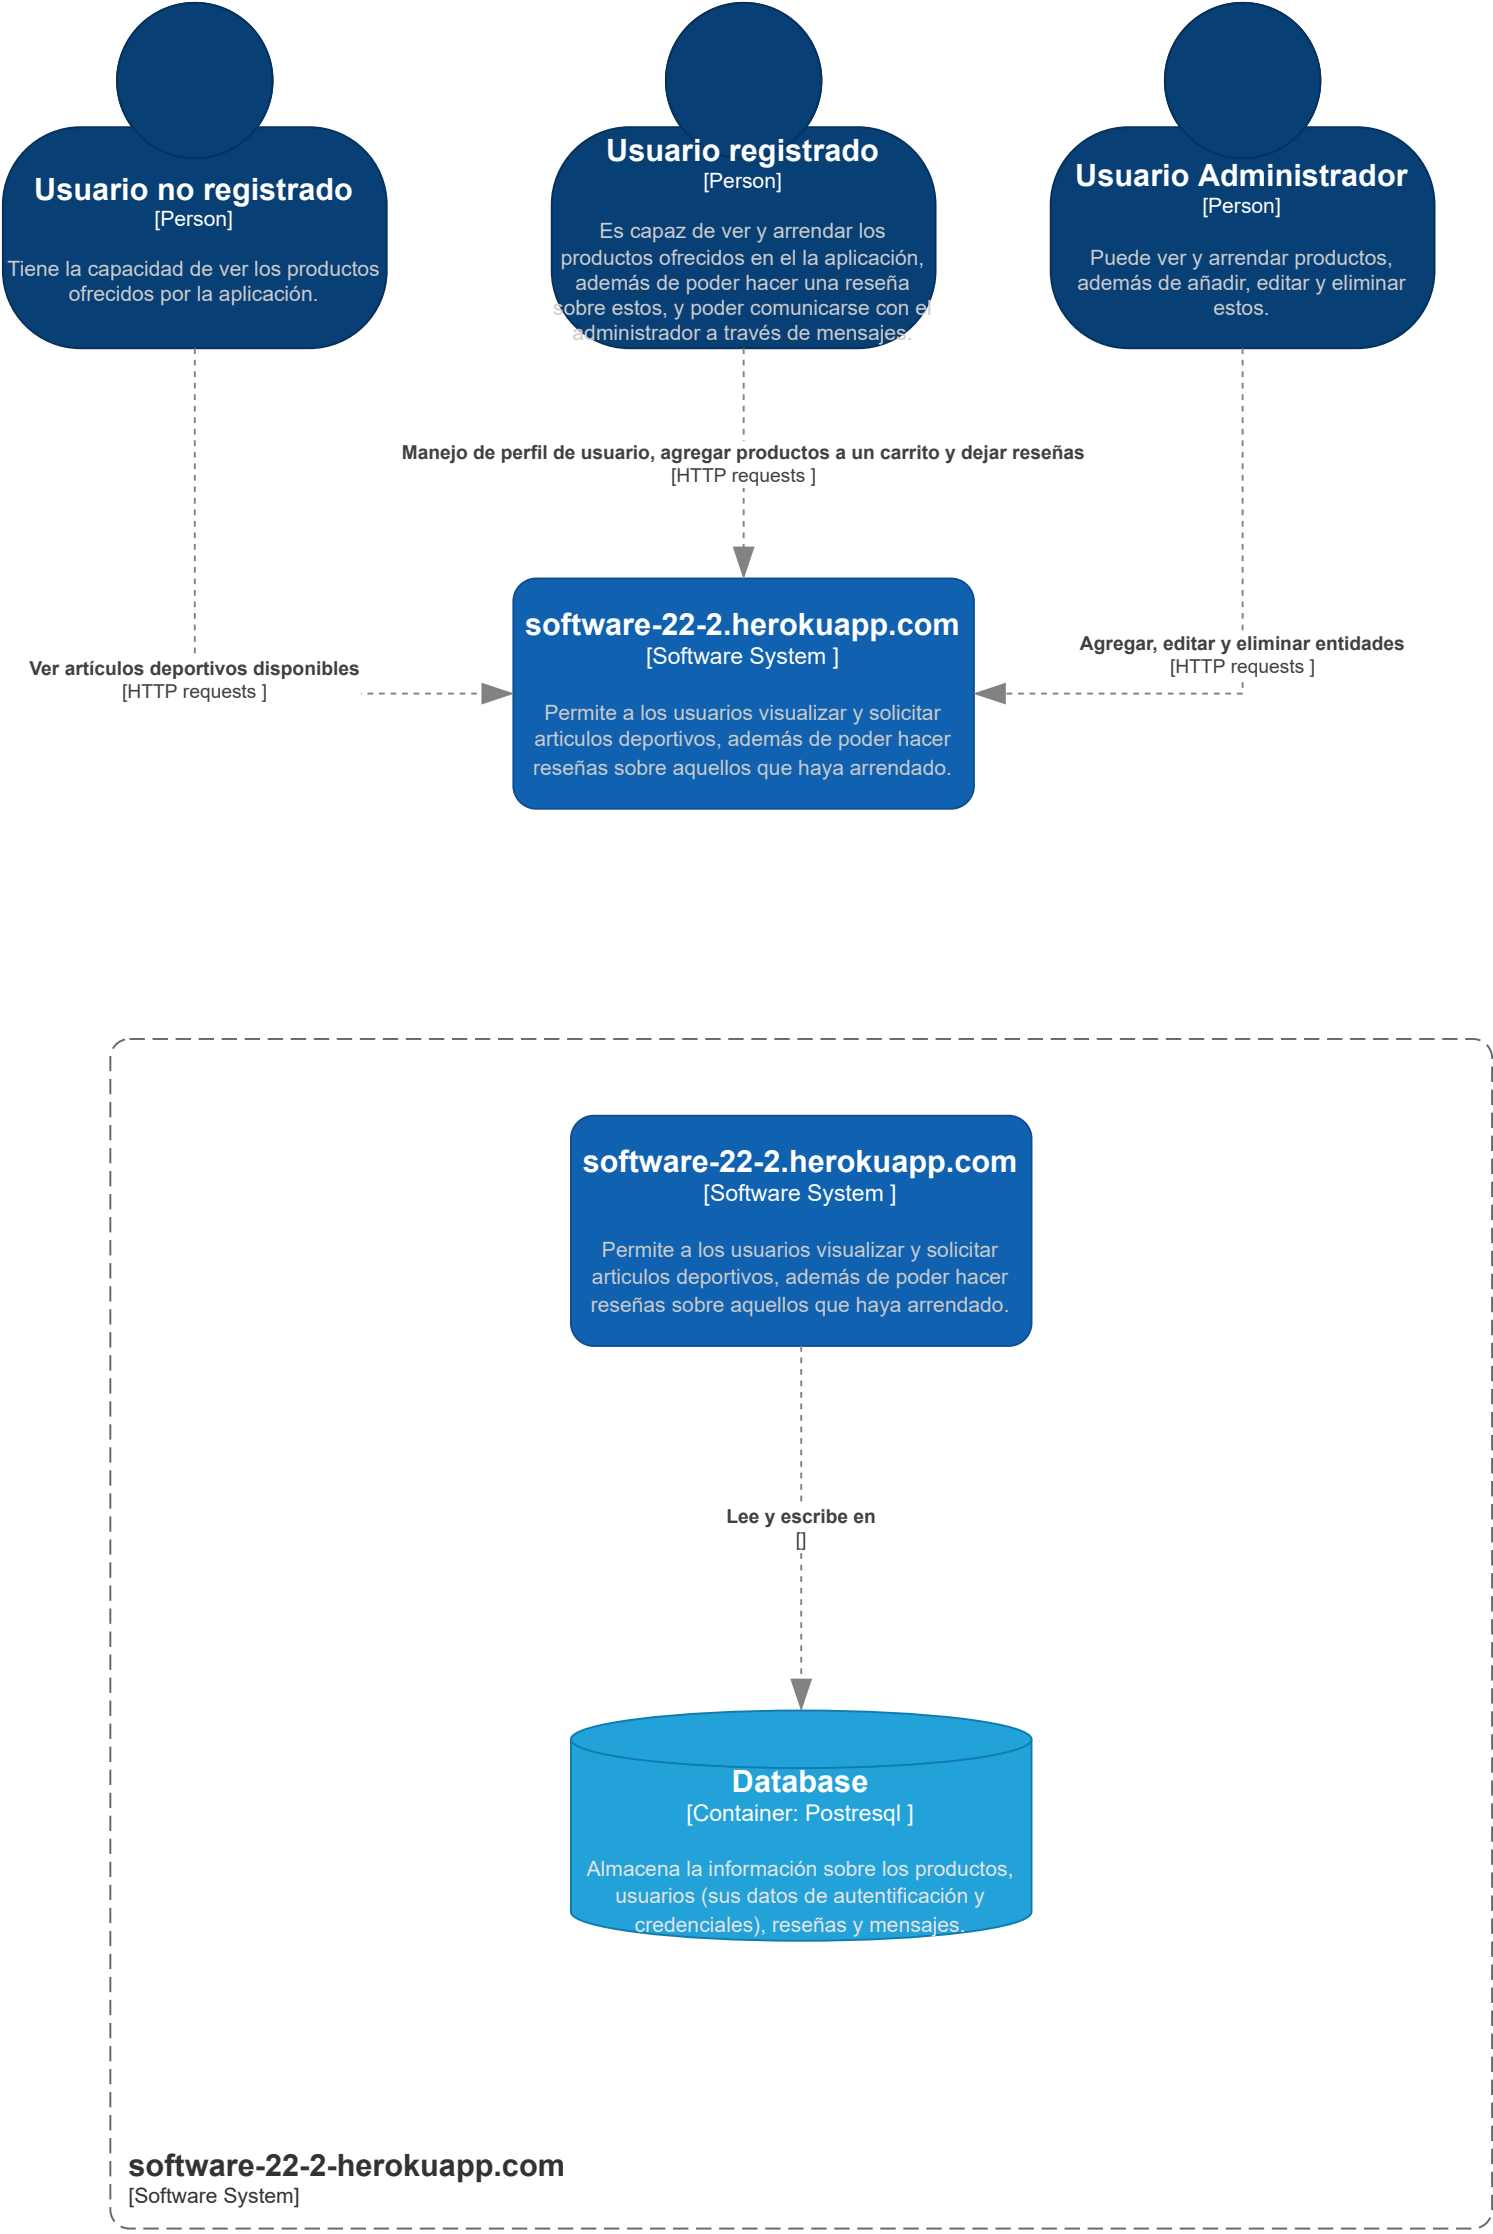 Usuario no registrado
[Person]
Tiene la capacidad de ver los productos
ofrecidos por la aplicación.
Usuario registrado
[Person]
Es capaz de ver y arrendar los
productos ofrecidos en el la aplicación,
además de poder hacer una reseña
sobre estos, y poder comunicarse con el
administrador a través de mensajes.
Usuario Administrador
[Person]
Puede ver y arrendar productos,
además de añadir, editar y eliminar
estos.
Manejo de perfil de usuario, agregar productos a un carrito y dejar reseñas
[HTTP requests ]
Ver artículos deportivos disponibles
[HTTP requests ]
Agregar, editar y eliminar entidades
[HTTP requests ]
software-22-2.herokuapp.com
[Software System ]
Permite a los usuarios visualizar y solicitar
articulos deportivos, además de poder hacer
reseñas sobre aquellos que haya arrendado.
software-22-2.herokuapp.com
[Software System ]
Permite a los usuarios visualizar y solicitar
articulos deportivos, además de poder hacer
reseñas sobre aquellos que haya arrendado.
Lee y escribe en
[]
Database
[Container: Postresql ]
Almacena la información sobre los productos,
usuarios (sus datos de autentificación y
credenciales), reseñas y mensajes.
software-22-2-herokuapp.com
[Software System]